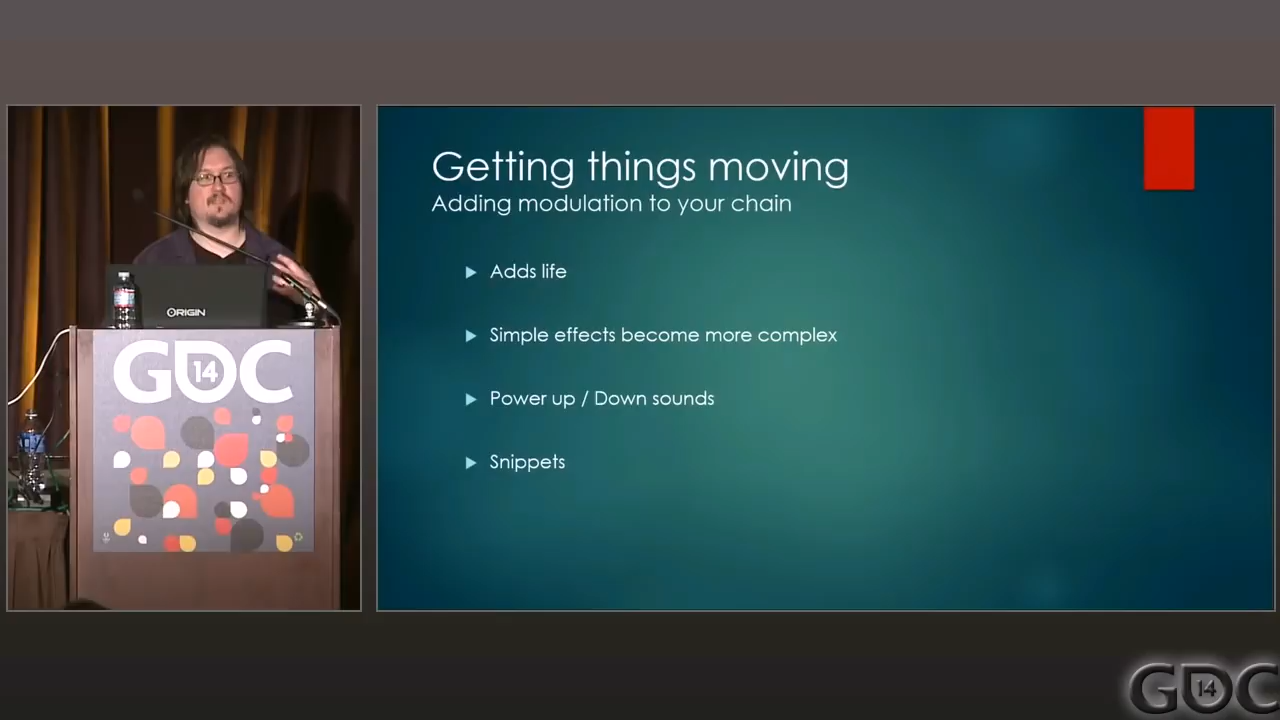 Getting things moving
Adding modulation to your chain
Adds life
Simple effects become more complex
Power up / Down sounds
Snippets
ORIGIN
GDC 14
GDC 14